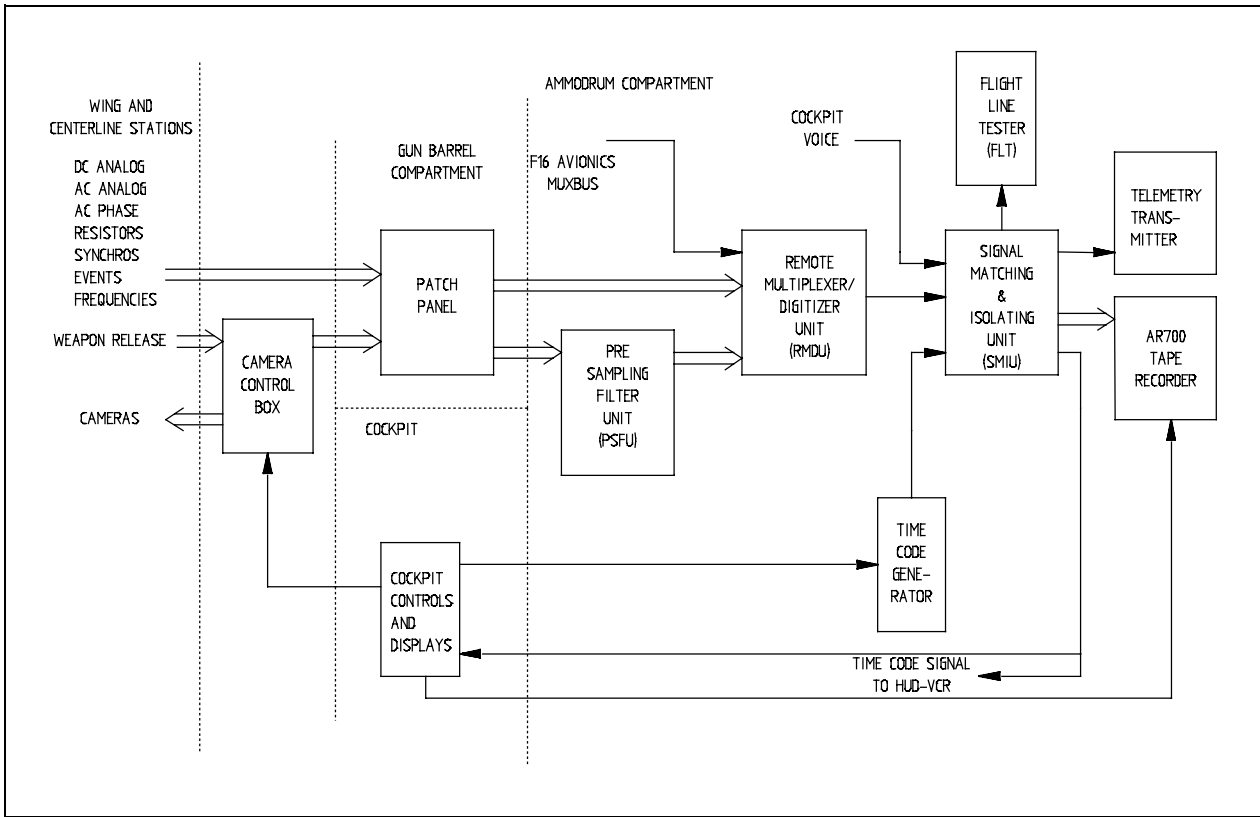 WING AND
CENTERLINE STATIONS
DC ANALOG
AC ANALOG
AC PHASE
RESISTORS
SYNCHROS
EVENTS
FREQUENCIES
WEAPON RELEASE
CAMERAS
CAMERA
CONTROL
BOX
GUN BARREL
COMPARTMENT
PATCH
PANEL
COCKPIT
COCKPIT
CONTROLS
AND
DISPLAYS
AMMODRUM COMPARTMENT
F16 AVIONICS
MUXBUS
PRE
SAMPLING
FILTER
UNIT
(PSFU)
REMOTE
MULTIPLEXER/
DIGITIZER
UNIT
(RMDU)
COCKPIT
VOICE
TIME
CODE
GENE-
RATOR
FLIGHT
LINE
TESTER
(FLT)
SIGNAL
MATCHING
&
ISOLATING
UNIT
(SMIU)
TELEMETRY
TRANS-
MITTER
AR700
TAPE
RECORDER
TIME CODE SIGNAL
TO HUD-VCR